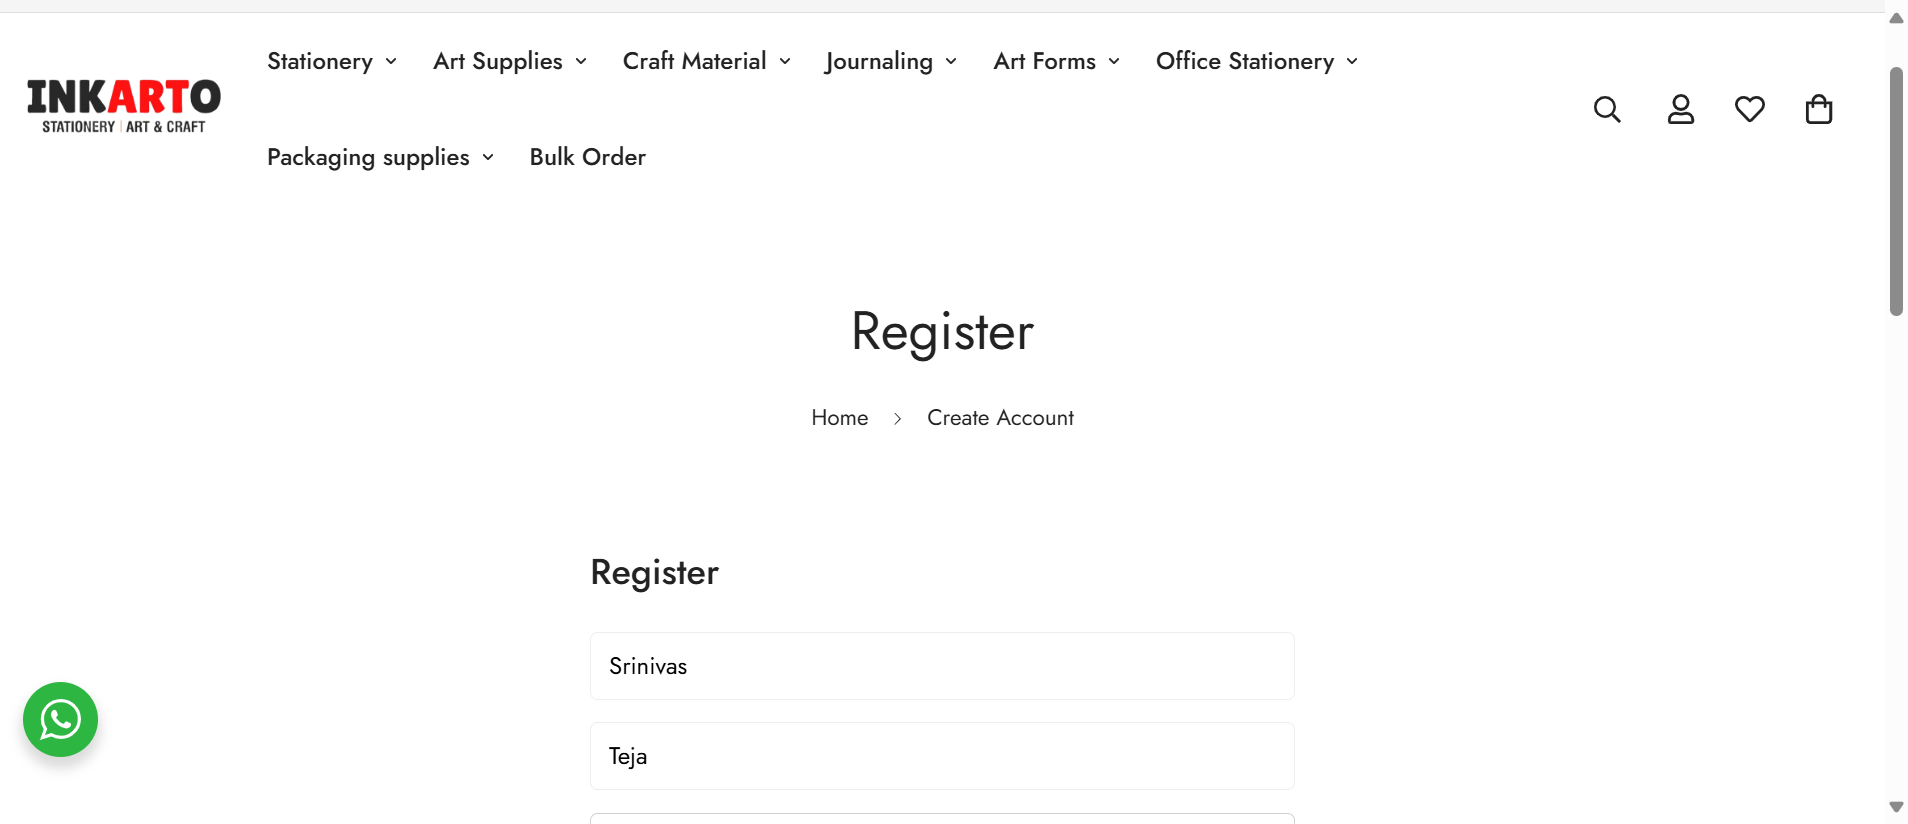 INKARTO
STATIONERY | ART & CRAFT
Stationery Art Supplies Craft Material Journaling Art Forms Office Stationery
Packaging supplies Bulk Order
Register
Home > Create Account
Register
Srinivas
Teja